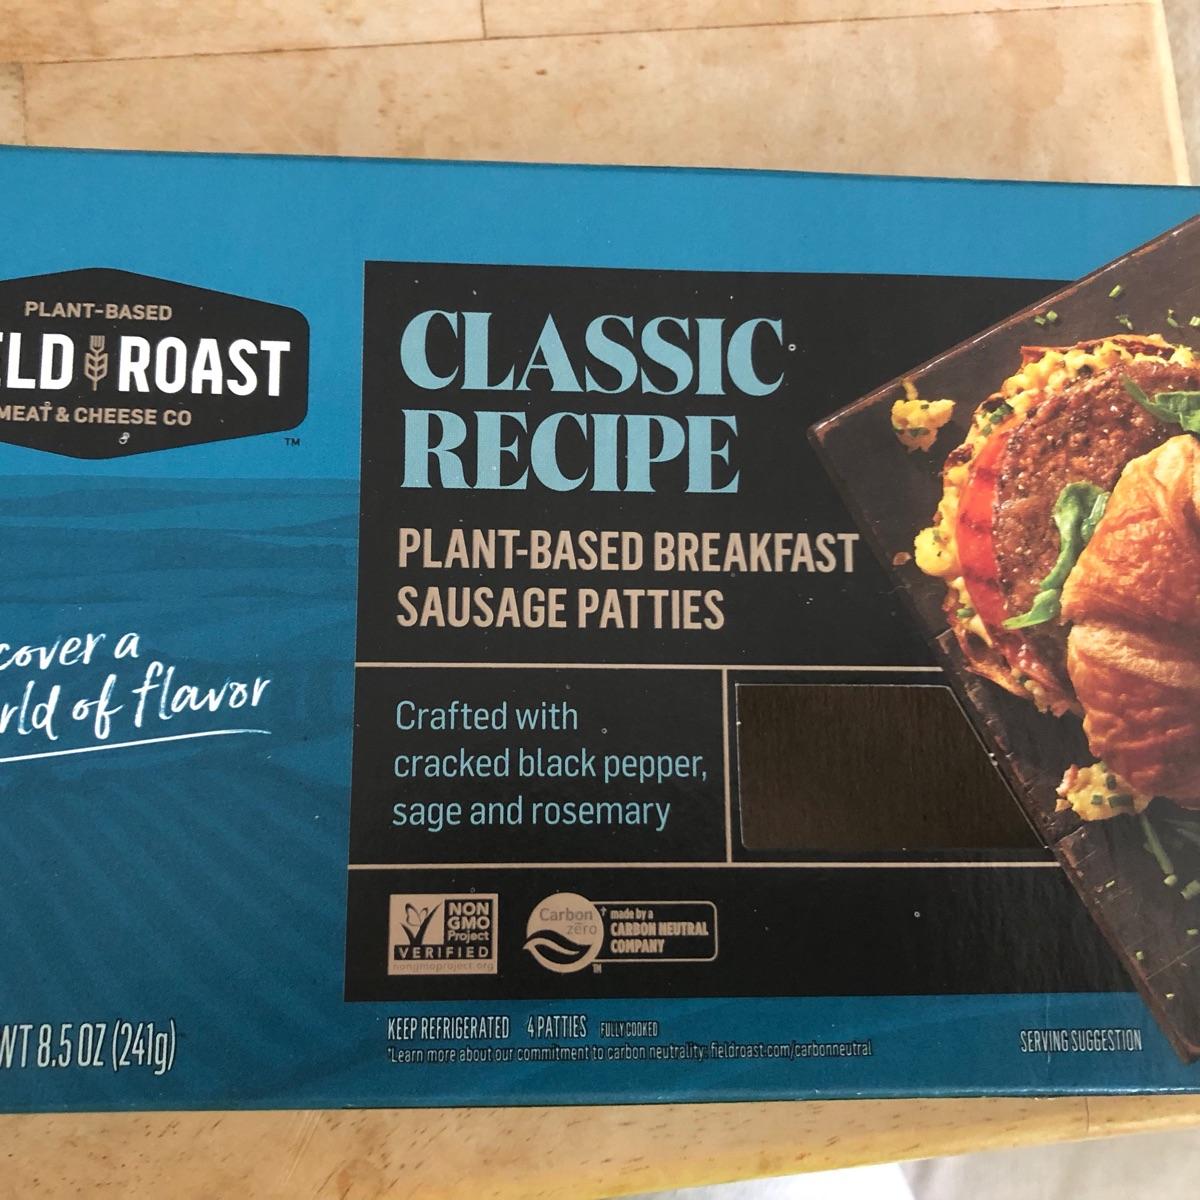 PLANT-BASED
ELD ROAST
MEAT & CHEESE CO
TM
CLASSIC
RECIPE
PLANT-BASED BREAKFAST
SAUSAGE PATTIES
cover a
rld of flavor
Crafted with
cracked black pepper,
sage and rosemary
NON
GMO
Project
VERIFIED
nongmoproject.org
Carbon
zero
TM
† made by a
CARBON NEUTRAL
COMPANY
WT 8.5 OZ (241g)
KEEP REFRIGERATED 4 PATTIES FULLY COOKED
†Learn more about our commitment to carbon neutrality: fieldroast.com/carbonneutral
SERVING SUGGESTION